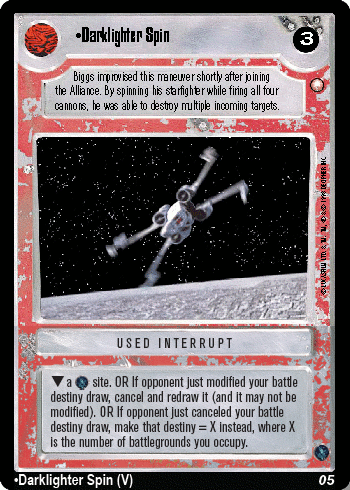 •Darklighter Spin
3
Biggs improvised this maneuver shortly after joining
the Alliance. By spinning his starfighter while firing all four
cannons, he was able to destroy multiple incoming targets.
USED INTERRUPT
▼a site. OR If opponent just modified your battle
destiny draw, cancel and redraw it (and it may not be
modified). OR If opponent just canceled your battle
destiny draw, make that destiny = X instead, where X
is the number of battlegrounds you occupy.
•Darklighter Spin (V)
05